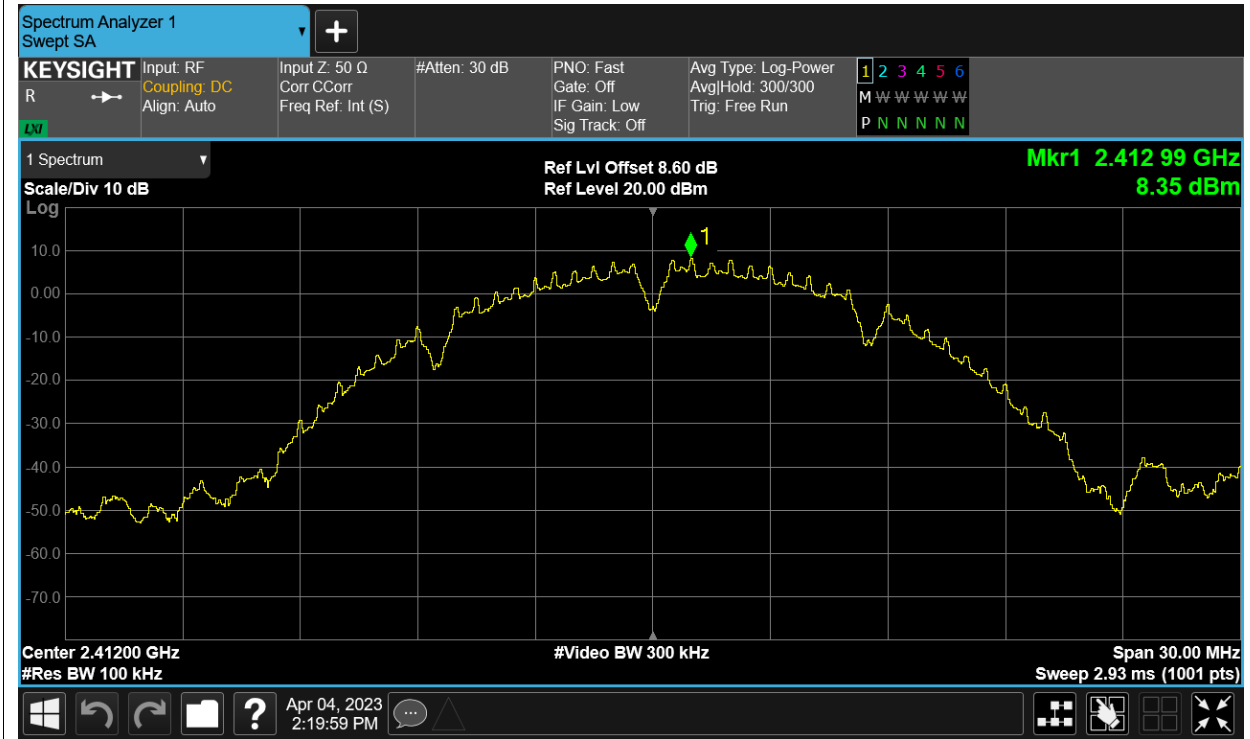 Spectrum Analyzer 1
Swept SA
KEYSIGHT
R
LXI
Input: RF
Coupling: DC
Align: Auto
Input Z: 50 Ω
Corr CCorr
Freq Ref: Int (S)
#Atten: 30 dB
PNO: Fast
Gate: Off
IF Gain: Low
Sig Track: Off
Avg Type: Log-Power
Avg|Hold: 300/300
Trig: Free Run
1 2 3 4 5 6
M W W W W W
P N N N N N
1 Spectrum
Scale/Div 10 dB
Log
Ref Lvl Offset 8.60 dB
Ref Level 20.00 dBm
Mkr1 2.412 99 GHz
8.35 dBm
1
10.0
0.00
-10.0
-20.0
-30.0
-40.0
-50.0
-60.0
-70.0
Center 2.41200 GHz
#Res BW 100 kHz
#Video BW 300 kHz
Span 30.00 MHz
Sweep 2.93 ms (1001 pts)
?
Apr 04, 2023
2:19:59 PM